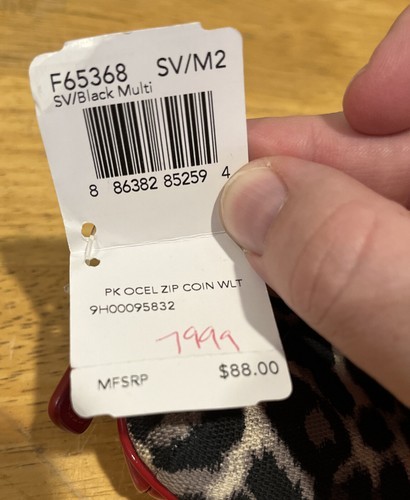 F65368 SV/M2
SV/Black Multi
8 86382 85259 4
PK OCEL ZIP COIN WLT
9H00095832
7999
MFSRP $88.00